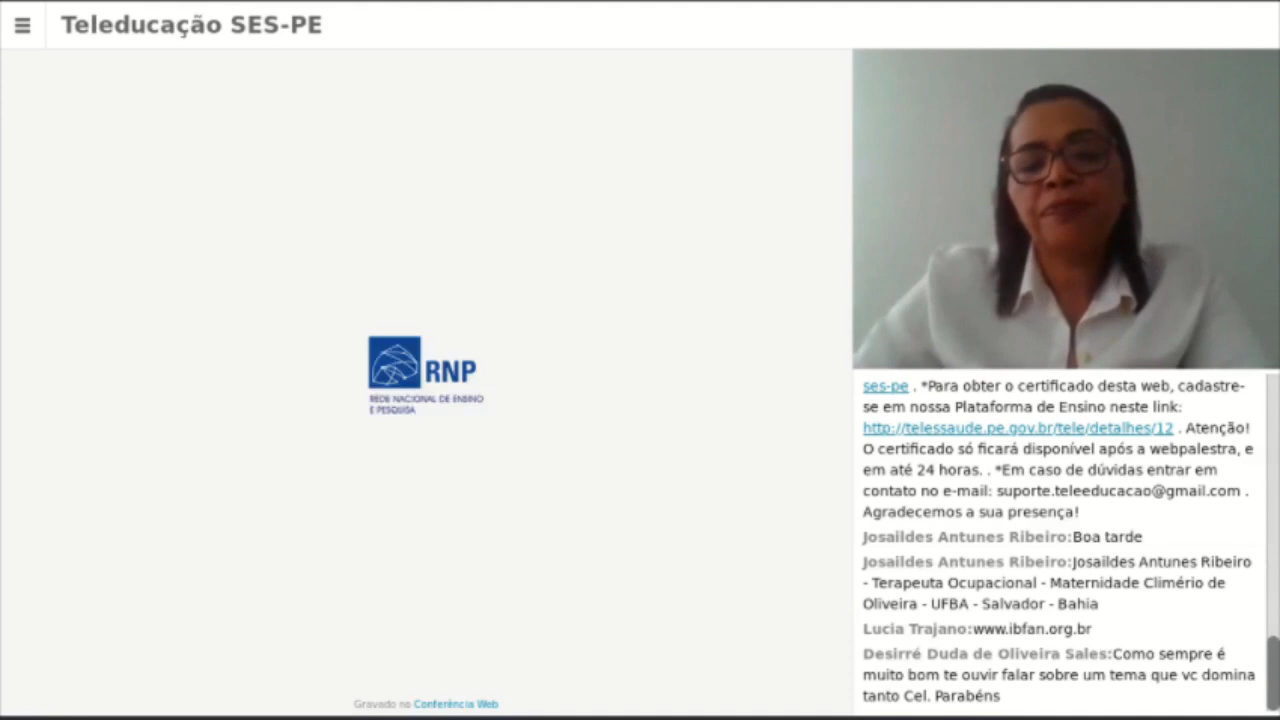 Teleducação SES-PE
RNP
REDE NACIONAL DE ENSINO
E PESQUISA
Gravado no Conferência Web
ses-pe . *Para obter o certificado desta web, cadastre-
se em nossa Plataforma de Ensino neste link:
http://telessaude.pe.gov.br/tele/detalhes/12 . Atenção!
O certificado só ficará disponível após a webpalestra, e
em até 24 horas. . *Em caso de dúvidas entrar em
contato no e-mail: suporte.teleeducacao@gmail.com .
Agradecemos a sua presença!
Josaildes Antunes Ribeiro:Boa tarde
Josaildes Antunes Ribeiro:Josaildes Antunes Ribeiro
- Terapeuta Ocupacional - Maternidade Climério de
Oliveira - UFBA - Salvador - Bahia
Lucia Trajano:www.ibfan.org.br
Desirré Duda de Oliveira Sales:Como sempre é
muito bom te ouvir falar sobre um tema que vc domina
tanto Cel. Parabéns